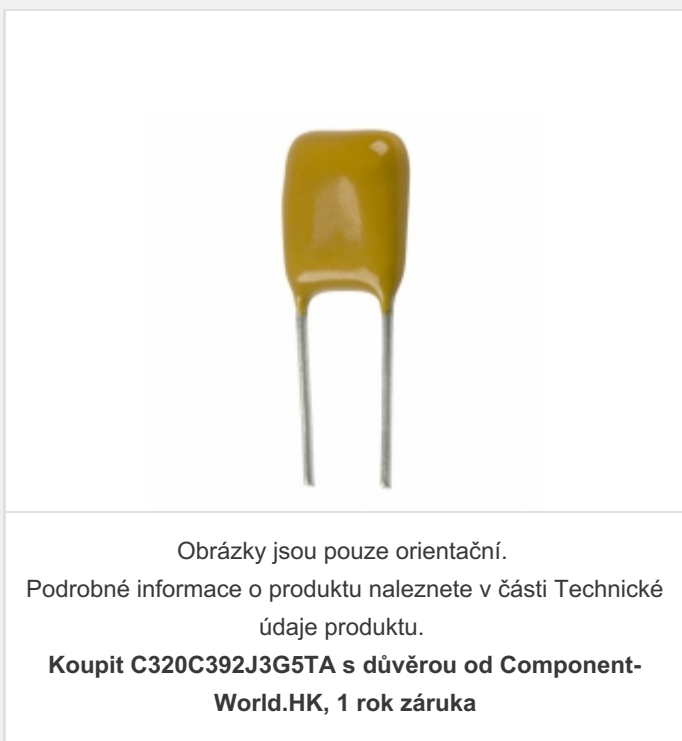 Obrázky jsou pouze orientační.
Podrobné informace o produktu naleznete v části Technické
údaje produktu.
Koupit C320C392J3G5TA s důvěrou od Component-
World.HK, 1 rok záruka